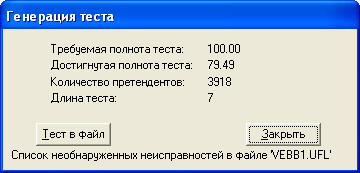 Генерация теста
Требуемая полнота теста: 100.00
Достигнутая полнота теста: 79.49
Количество претендентов: 3918
Длина теста: 7
Тест в файл Закрыть
Список необнаруженных неисправностей в файле 'VEBB1.UFL'